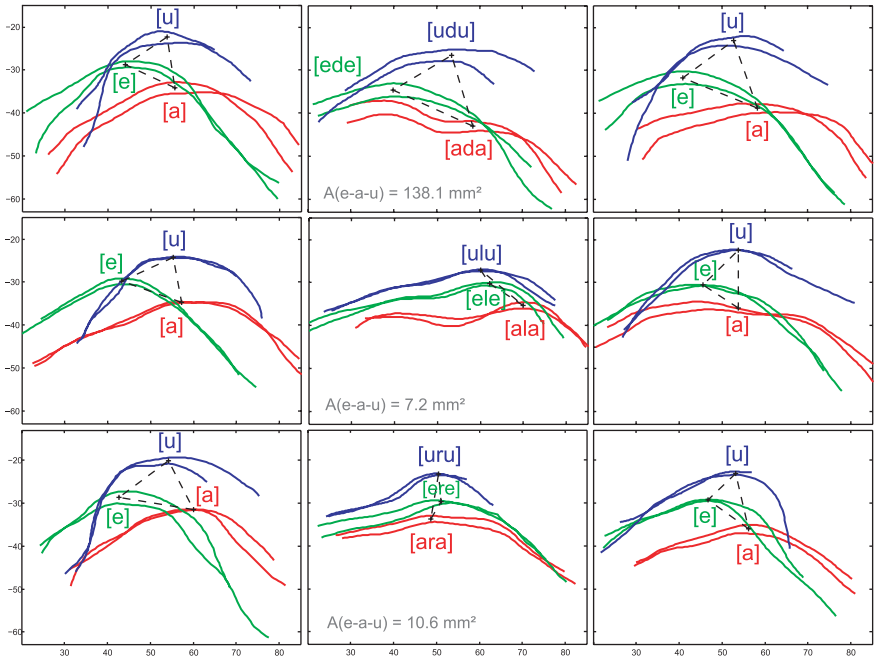 [u] [udu] [u]
−20
[ede]
−30
[e] [e]
[a] [ada] [a]
−40
−50
−60
A(e-a-u) = 138.1 mm²
[u] [ulu] [u]
−20
[e] [e]
−30
[ele]
[a] [ala] [a]
−40
−50
−60
A(e-a-u) = 7.2 mm²
[u] [uru] [u]
−20
[a] [ere]
−30
[e] [e]
[ara] [a]
−40
−50
−60
A(e-a-u) = 10.6 mm²
30 40 50 60 70 80 30 40 50 60 70 80 30 40 50 60 70 80